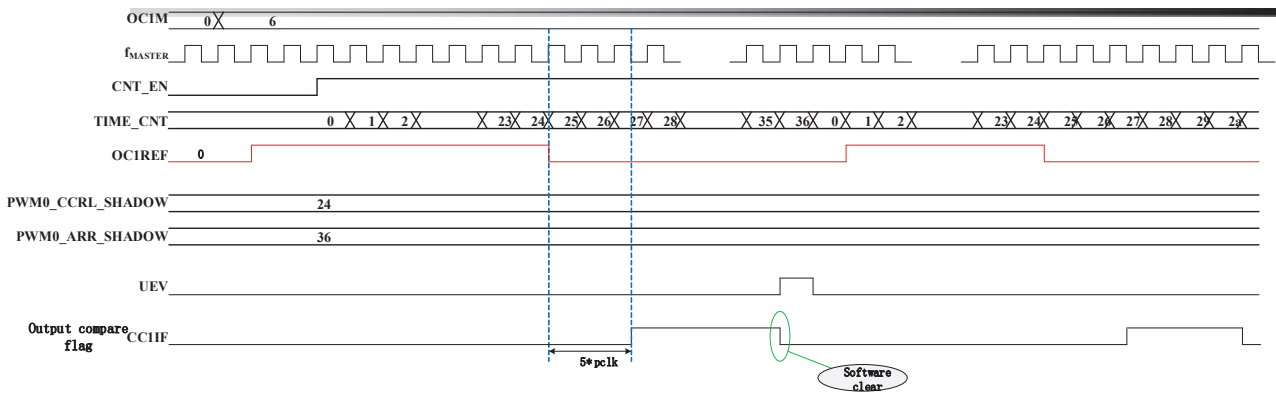 OC1M 0 6
fMASTER
CNT_EN
TIME_CNT 0 1 2 23 24 25 26 27 28 35 36 0 1 2 23 24 25 26 27 28 29 2a
OC1REF 0
PWM0_CCRL_SHADOW 24
PWM0_ARR_SHADOW 36
UEV
Output compare
flag
CC1IF
5*pclk
Software
clear